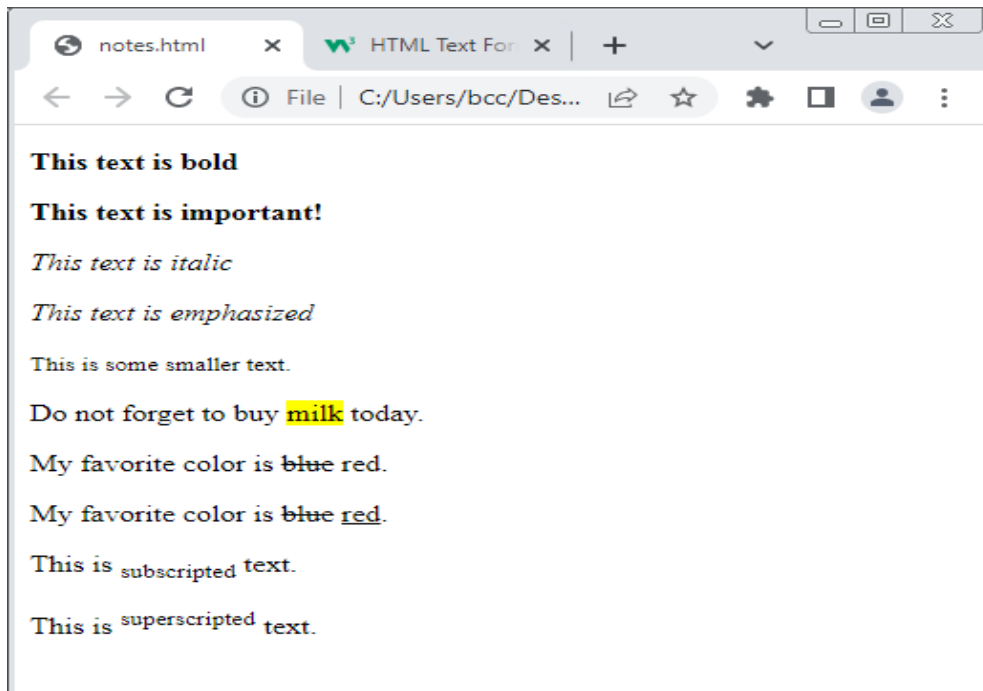 notes.html HTML Text For
File C:/Users/bcc/Des...
This text is bold
This text is important!
This text is italic
This text is emphasized
This is some smaller text.
Do not forget to buy milk today.
My favorite color is blue red.
My favorite color is blue red.
This is subscripted text.
This is superscripted text.